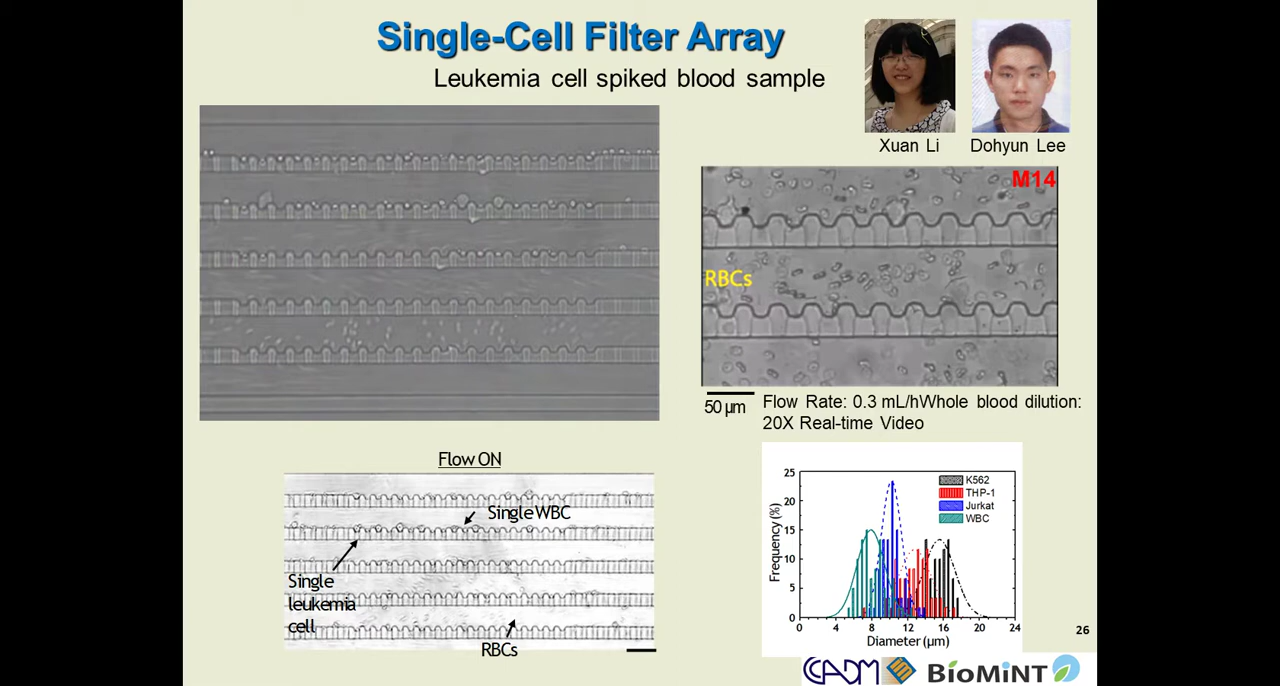 Single-Cell Filter Array
Leukemia cell spiked blood sample
Xuan Li
Dohyun Lee
M14
RBCs
50 µm
Flow Rate: 0.3 mL/hWhole blood dilution:
20X Real-time Video
Flow ON
Single WBC
Single
leukemia
cell
RBCs
25
20
15
10
5
0
Frequency (%)
K562
THP-1
Jurkat
WBC
0 4 8 12 16 20 24
Diameter (µm)
26
CADM
BioMiNT